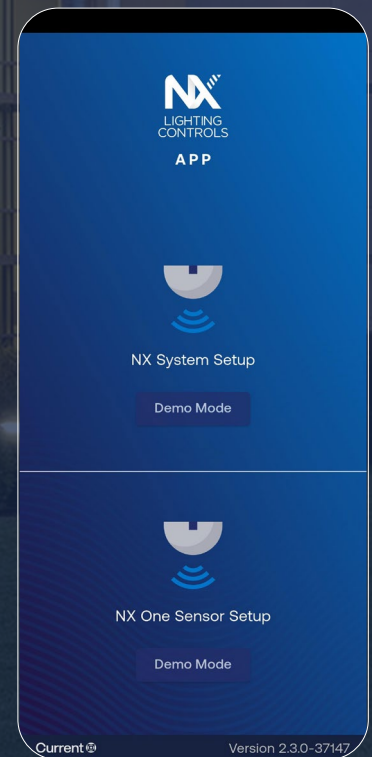 NX
LIGHTING
CONTROLS
APP
NX System Setup
Demo Mode
NX One Sensor Setup
Demo Mode
Current
Version 2.3.0-37147